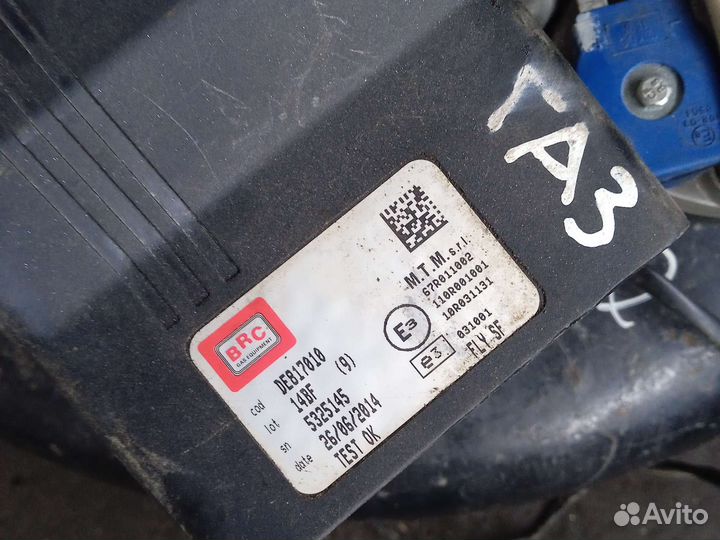 ГАЗ
BRC
GAS EQUIPMENT
M.T.M. s.r.l.
67R011002
110R001001
10R031131
E3
e3
031001
FLY SF
cod DE817010
lot 14BF (9)
sn 5325145
date 26/06/2014
TEST OK
Avito